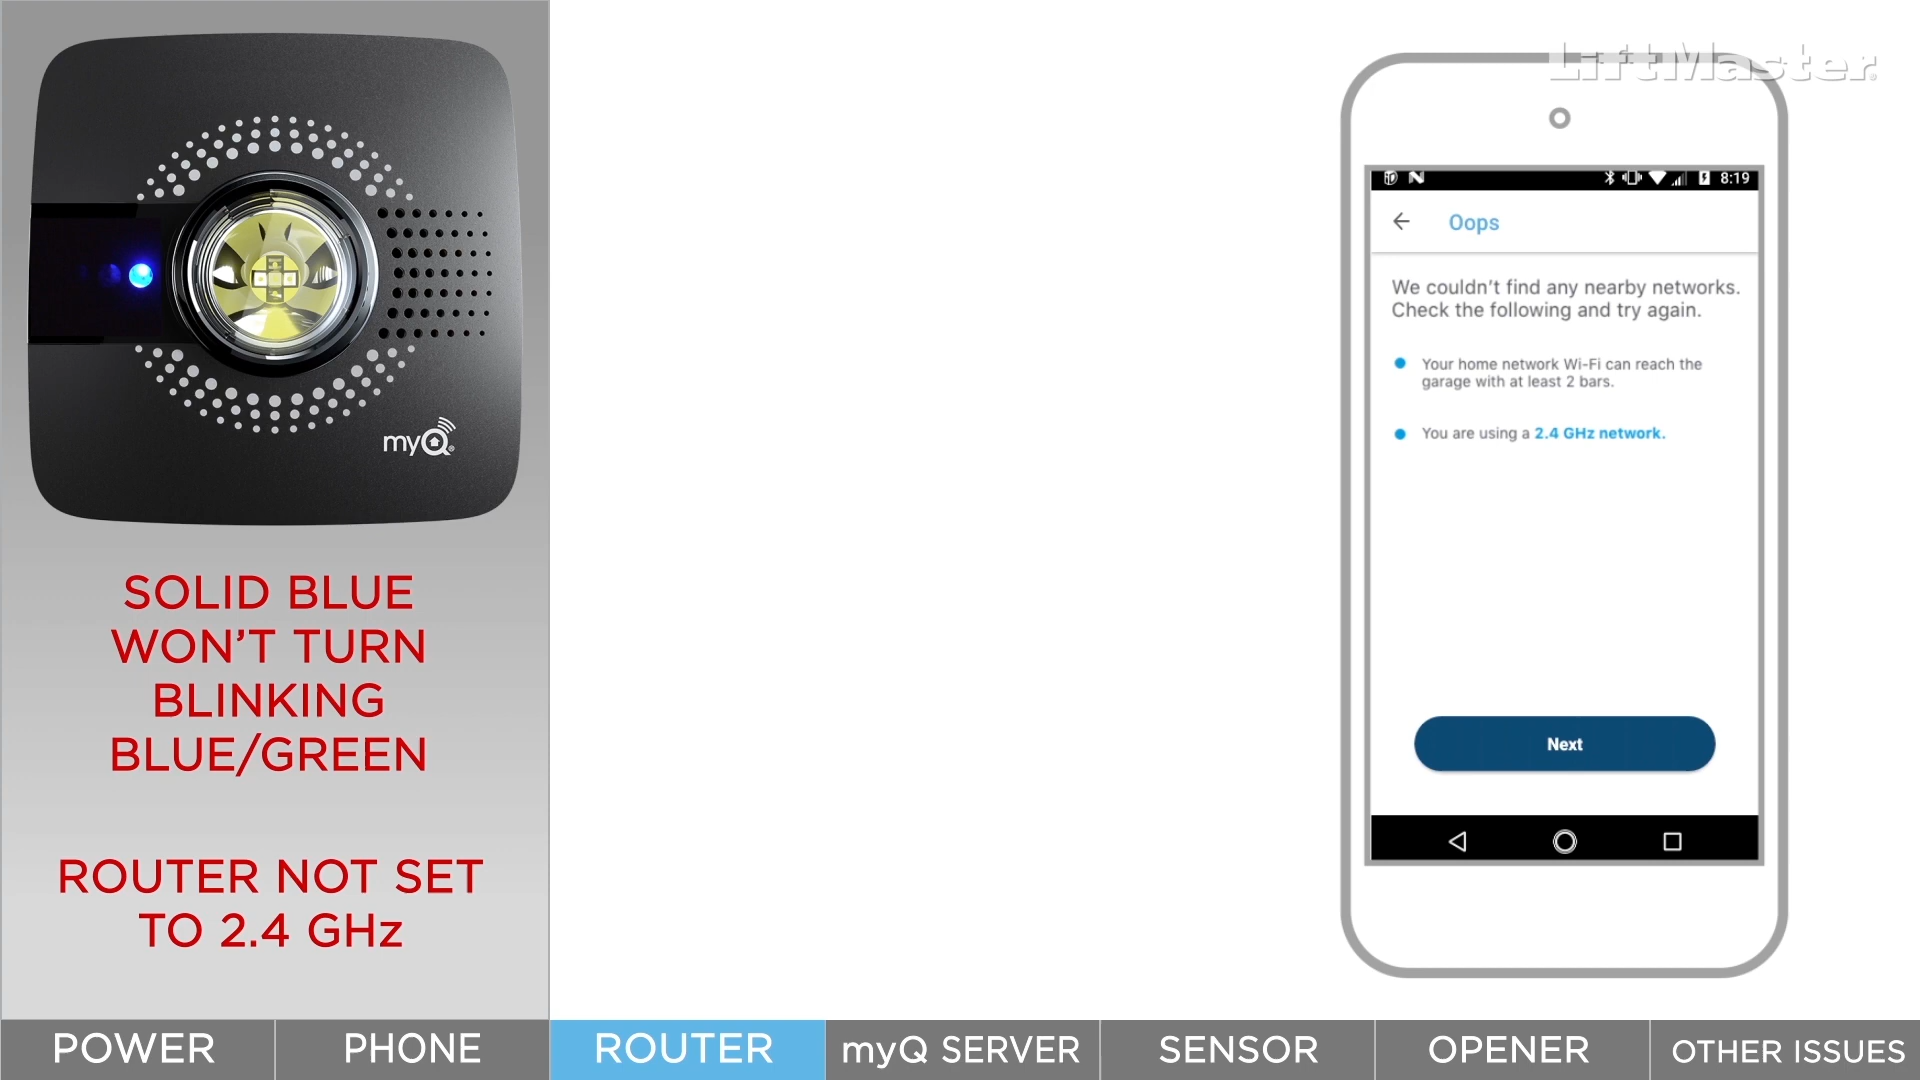 myQ
SOLID BLUE
WON'T TURN
BLINKING
BLUE/GREEN
ROUTER NOT SET
TO 2.4 GHz
LiftMaster®
8:19
Oops
We couldn't find any nearby networks.
Check the following and try again.
Your home network Wi-Fi can reach the
garage with at least 2 bars.
You are using a 2.4 GHz network.
Next
POWER
PHONE
ROUTER
myQ SERVER
SENSOR
OPENER
OTHER ISSUES